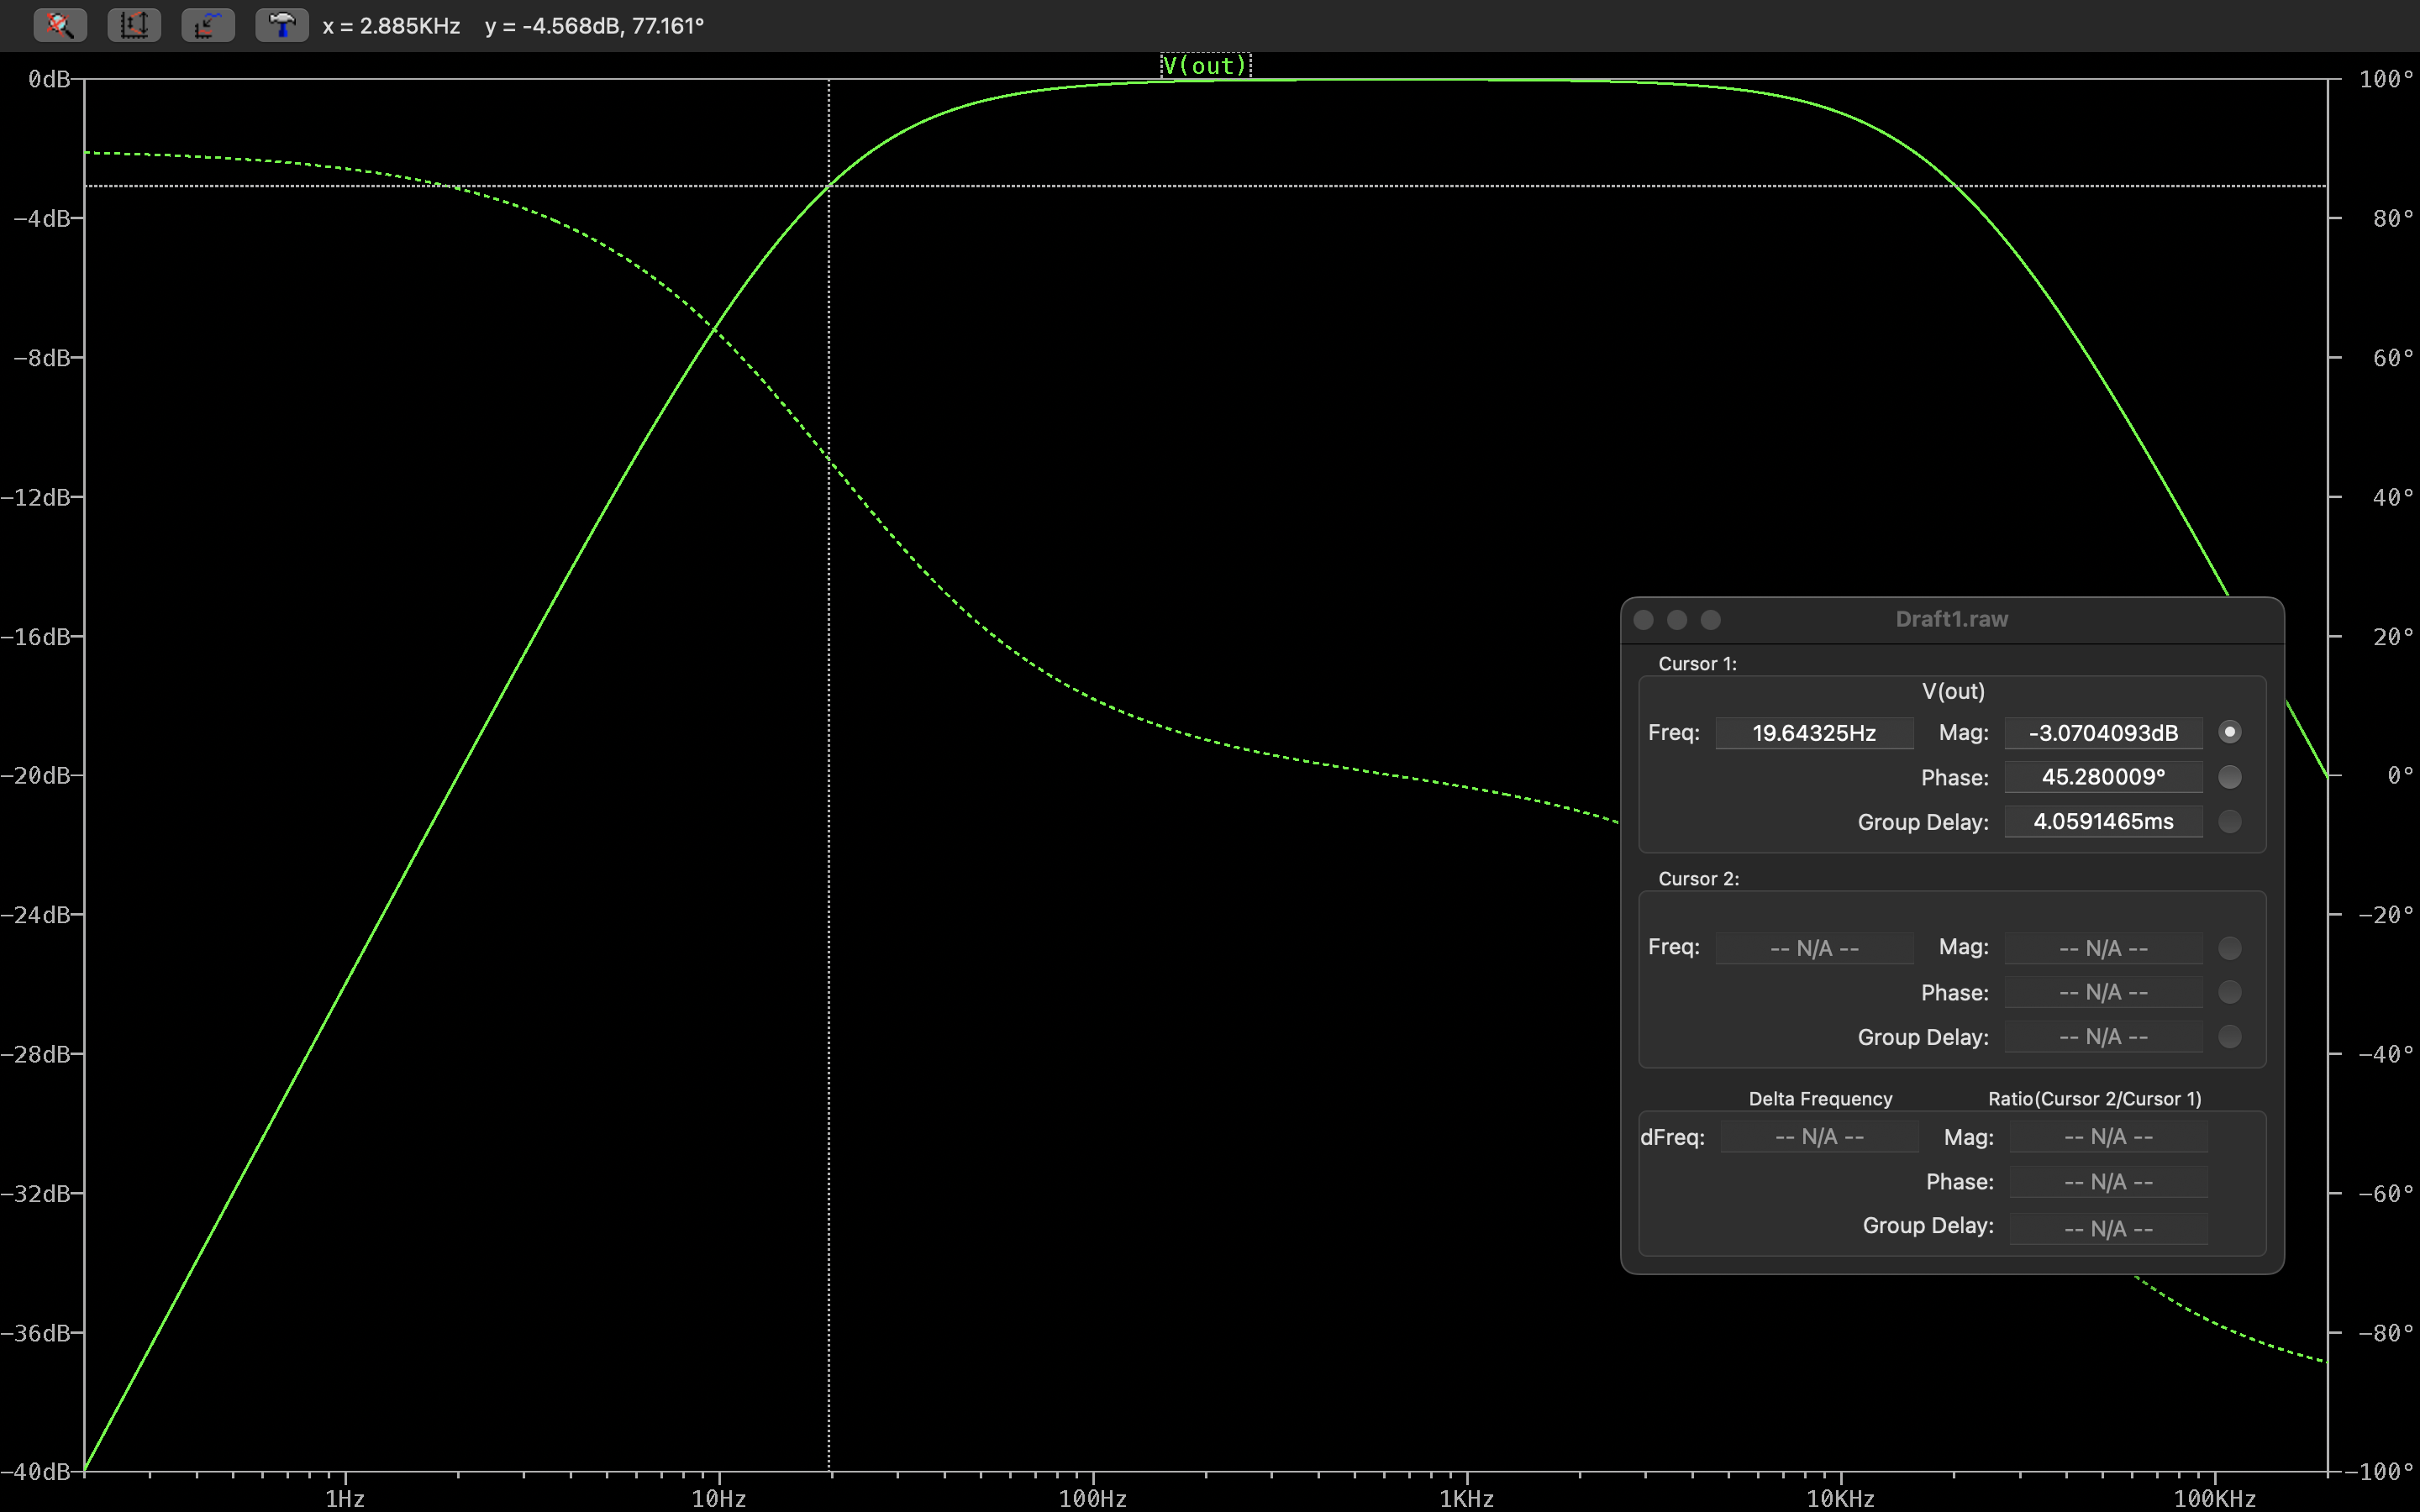 x = 2.885KHz y = -4.568dB, 77.161°
V(out)
0dB 100°
-4dB 80°
-8dB 60°
-12dB 40°
-16dB 20°
-20dB 0°
-24dB -20°
-28dB -40°
-32dB -60°
-36dB -80°
-40dB -100°
1Hz 10Hz 100Hz 1KHz 10KHz 100KHz
Draft1.raw
Cursor 1:
V(out)
Freq: 19.64325Hz Mag: -3.0704093dB
Phase: 45.280009°
Group Delay: 4.0591465ms
Cursor 2:
Freq: -- N/A -- Mag: -- N/A --
Phase: -- N/A --
Group Delay: -- N/A --
Delta Frequency Ratio(Cursor 2/Cursor 1)
dFreq: -- N/A -- Mag: -- N/A --
Phase: -- N/A --
Group Delay: -- N/A --